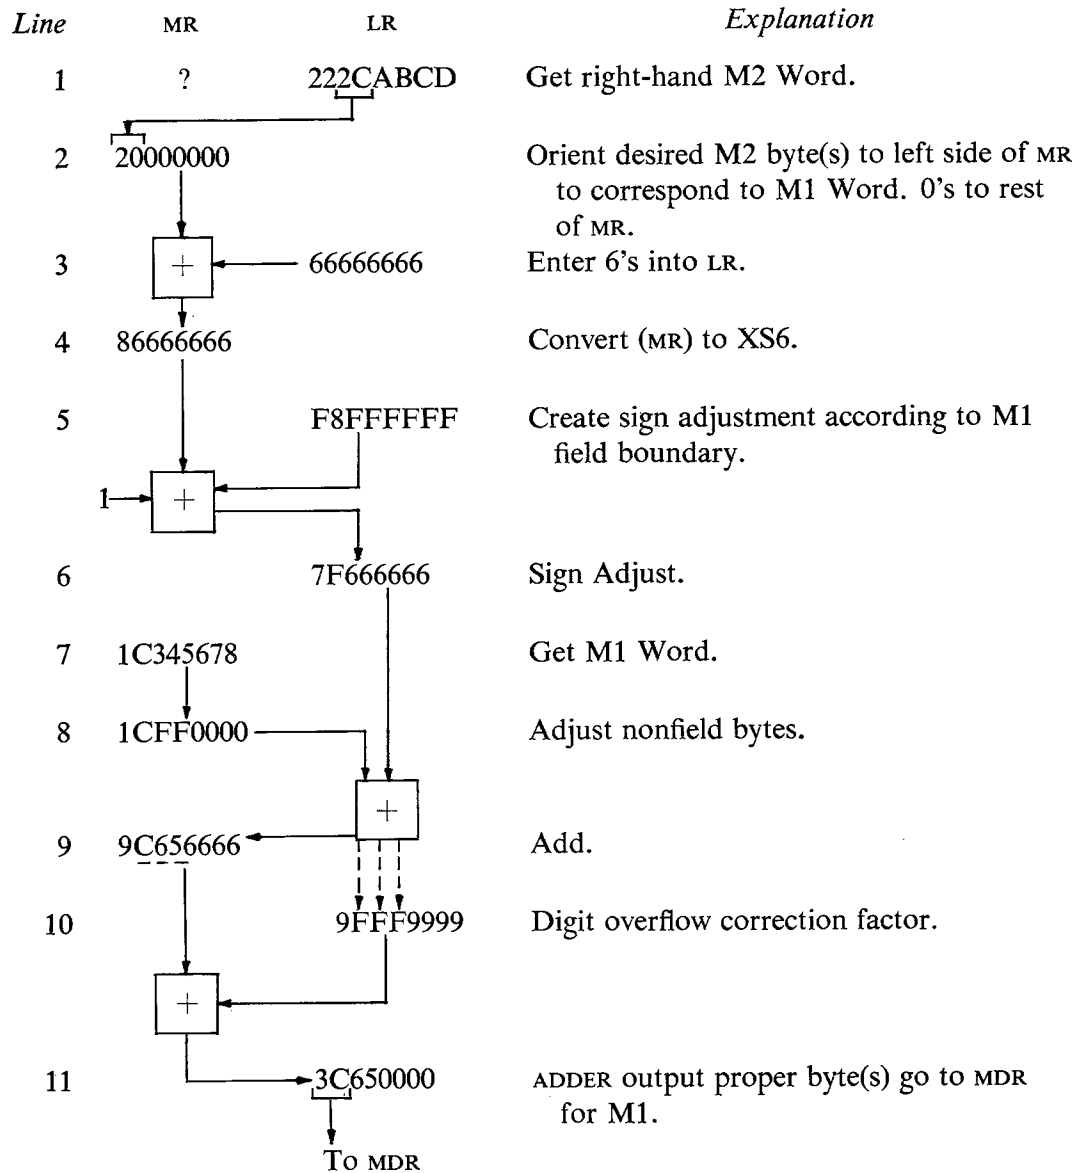 Line MR LR Explanation
1 ? 222CABCD Get right-hand M2 Word.
2 20000000 Orient desired M2 byte(s) to left side of MR
to correspond to M1 Word. 0's to rest
of MR.
3 + 66666666 Enter 6's into LR.
4 86666666 Convert (MR) to XS6.
5 F8FFFFFF Create sign adjustment according to M1
field boundary.
1 +
6 7F666666 Sign Adjust.
7 1C345678 Get M1 Word.
8 1CFF0000 Adjust nonfield bytes.
+
9 9C656666 Add.
10 9FFF9999 Digit overflow correction factor.
+
11 3C650000 ADDER output proper byte(s) go to MDR
for M1.
To MDR